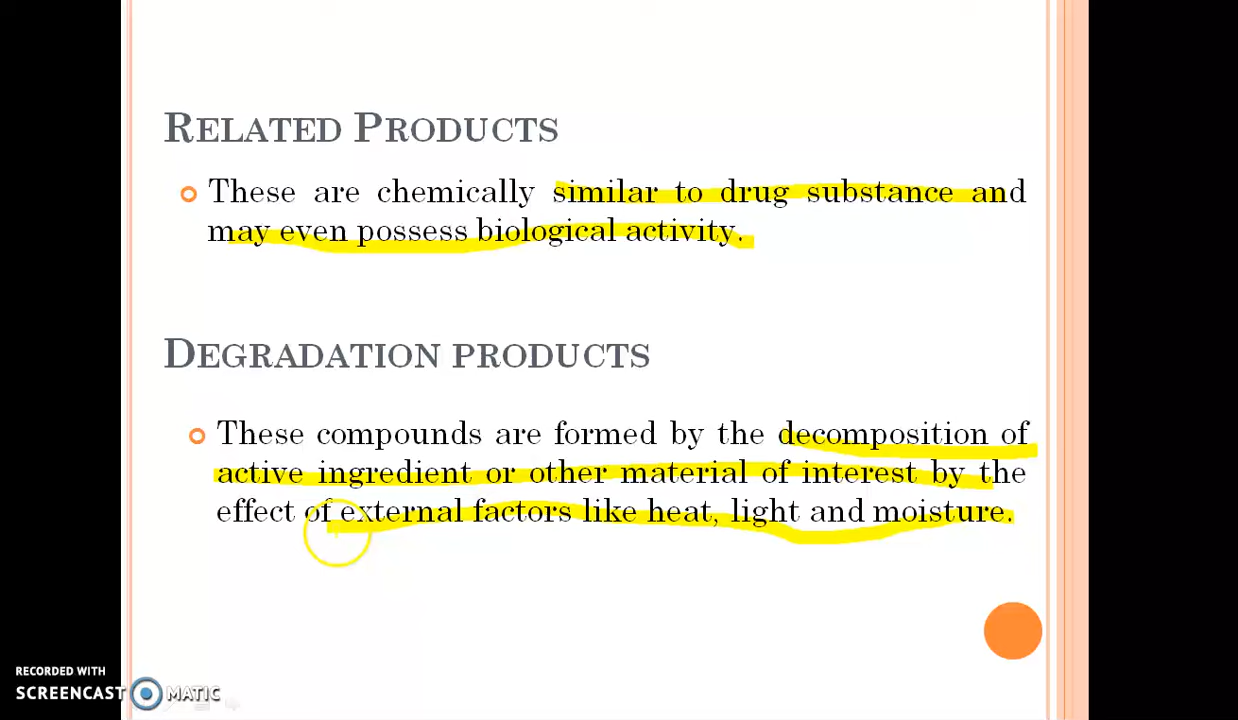 RELATED PRODUCTS
These are chemically similar to drug substance and
may even possess biological activity.
DEGRADATION PRODUCTS
These compounds are formed by the decomposition of
active ingredient or other material of interest by the
effect of external factors like heat, light and moisture.
RECORDED WITH
SCREENCAST MATIC